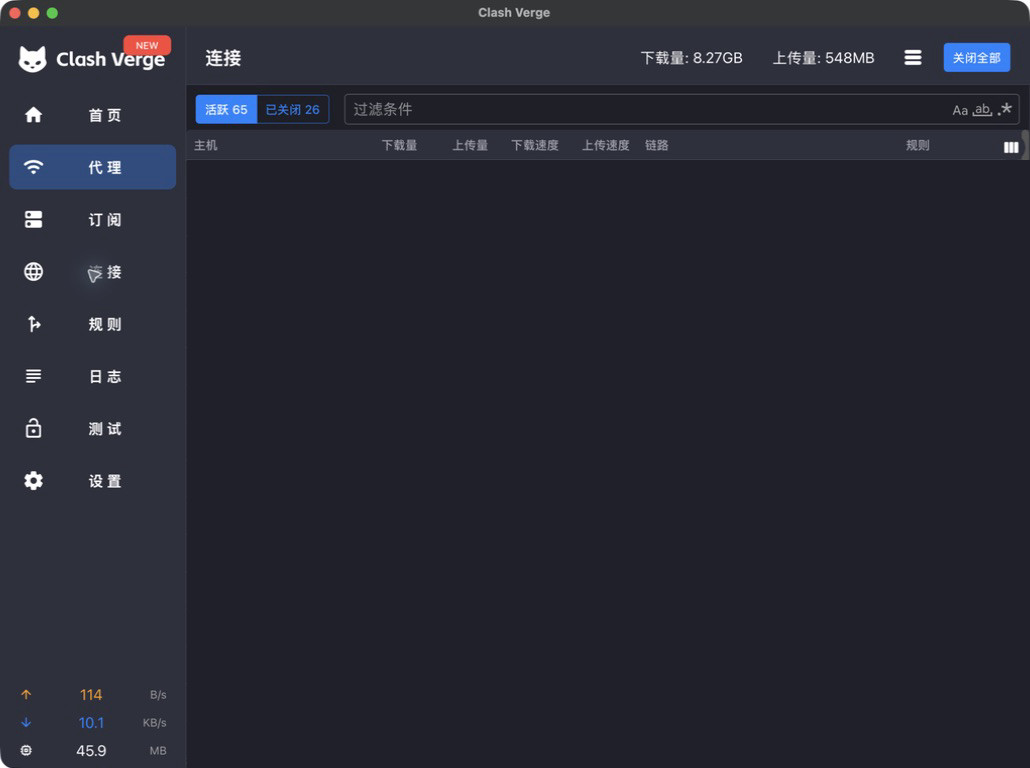 Clash Verge
NEW
Clash Verge
连接
下载量: 8.27GB
上传量: 548MB
关闭全部
首页
代理
订阅
连接
规则
日志
测试
设置
活跃 65
已关闭 26
过滤条件
Aa
ab
.*
主机
下载量
上传量
下载速度
上传速度
链路
规则
114 B/s
10.1 KB/s
45.9 MB